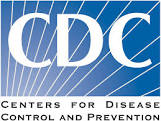 CDC
CENTERS FOR DISEASE
CONTROL AND PREVENTION